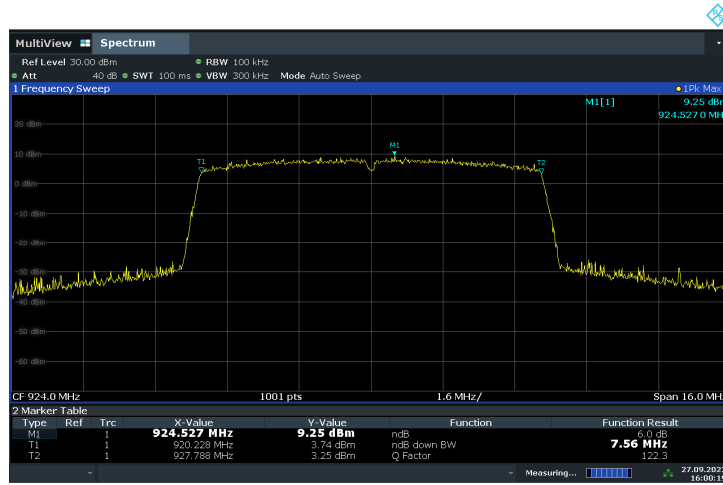 MultiView Spectrum
Ref Level 30.00 dBm RBW 100 kHz
Att 40 dB SWT 100 ms VBW 300 kHz Mode Auto Sweep
1 Frequency Sweep 1Pk Max
M1[1] 9.25 dBm
924.5270 MH
20 dBm
M1
10 dBm
T1 T2
0 dBm
-10 dBm
-20 dBm
-30 dBm
-40 dBm
-50 dBm
-60 dBm
CF 924.0 MHz 1001 pts 1.6 MHz/ Span 16.0 MH
2 Marker Table
Type Ref Trc X-Value Y-Value Function Function Result
M1 1 924.527 MHz 9.25 dBm ndB 6.0 dB
T1 1 920.228 MHz 3.74 dBm ndB down BW 7.56 MHz
T2 1 927.788 MHz 3.25 dBm Q Factor 122.3
Measuring... 27.09.202
16:00:1